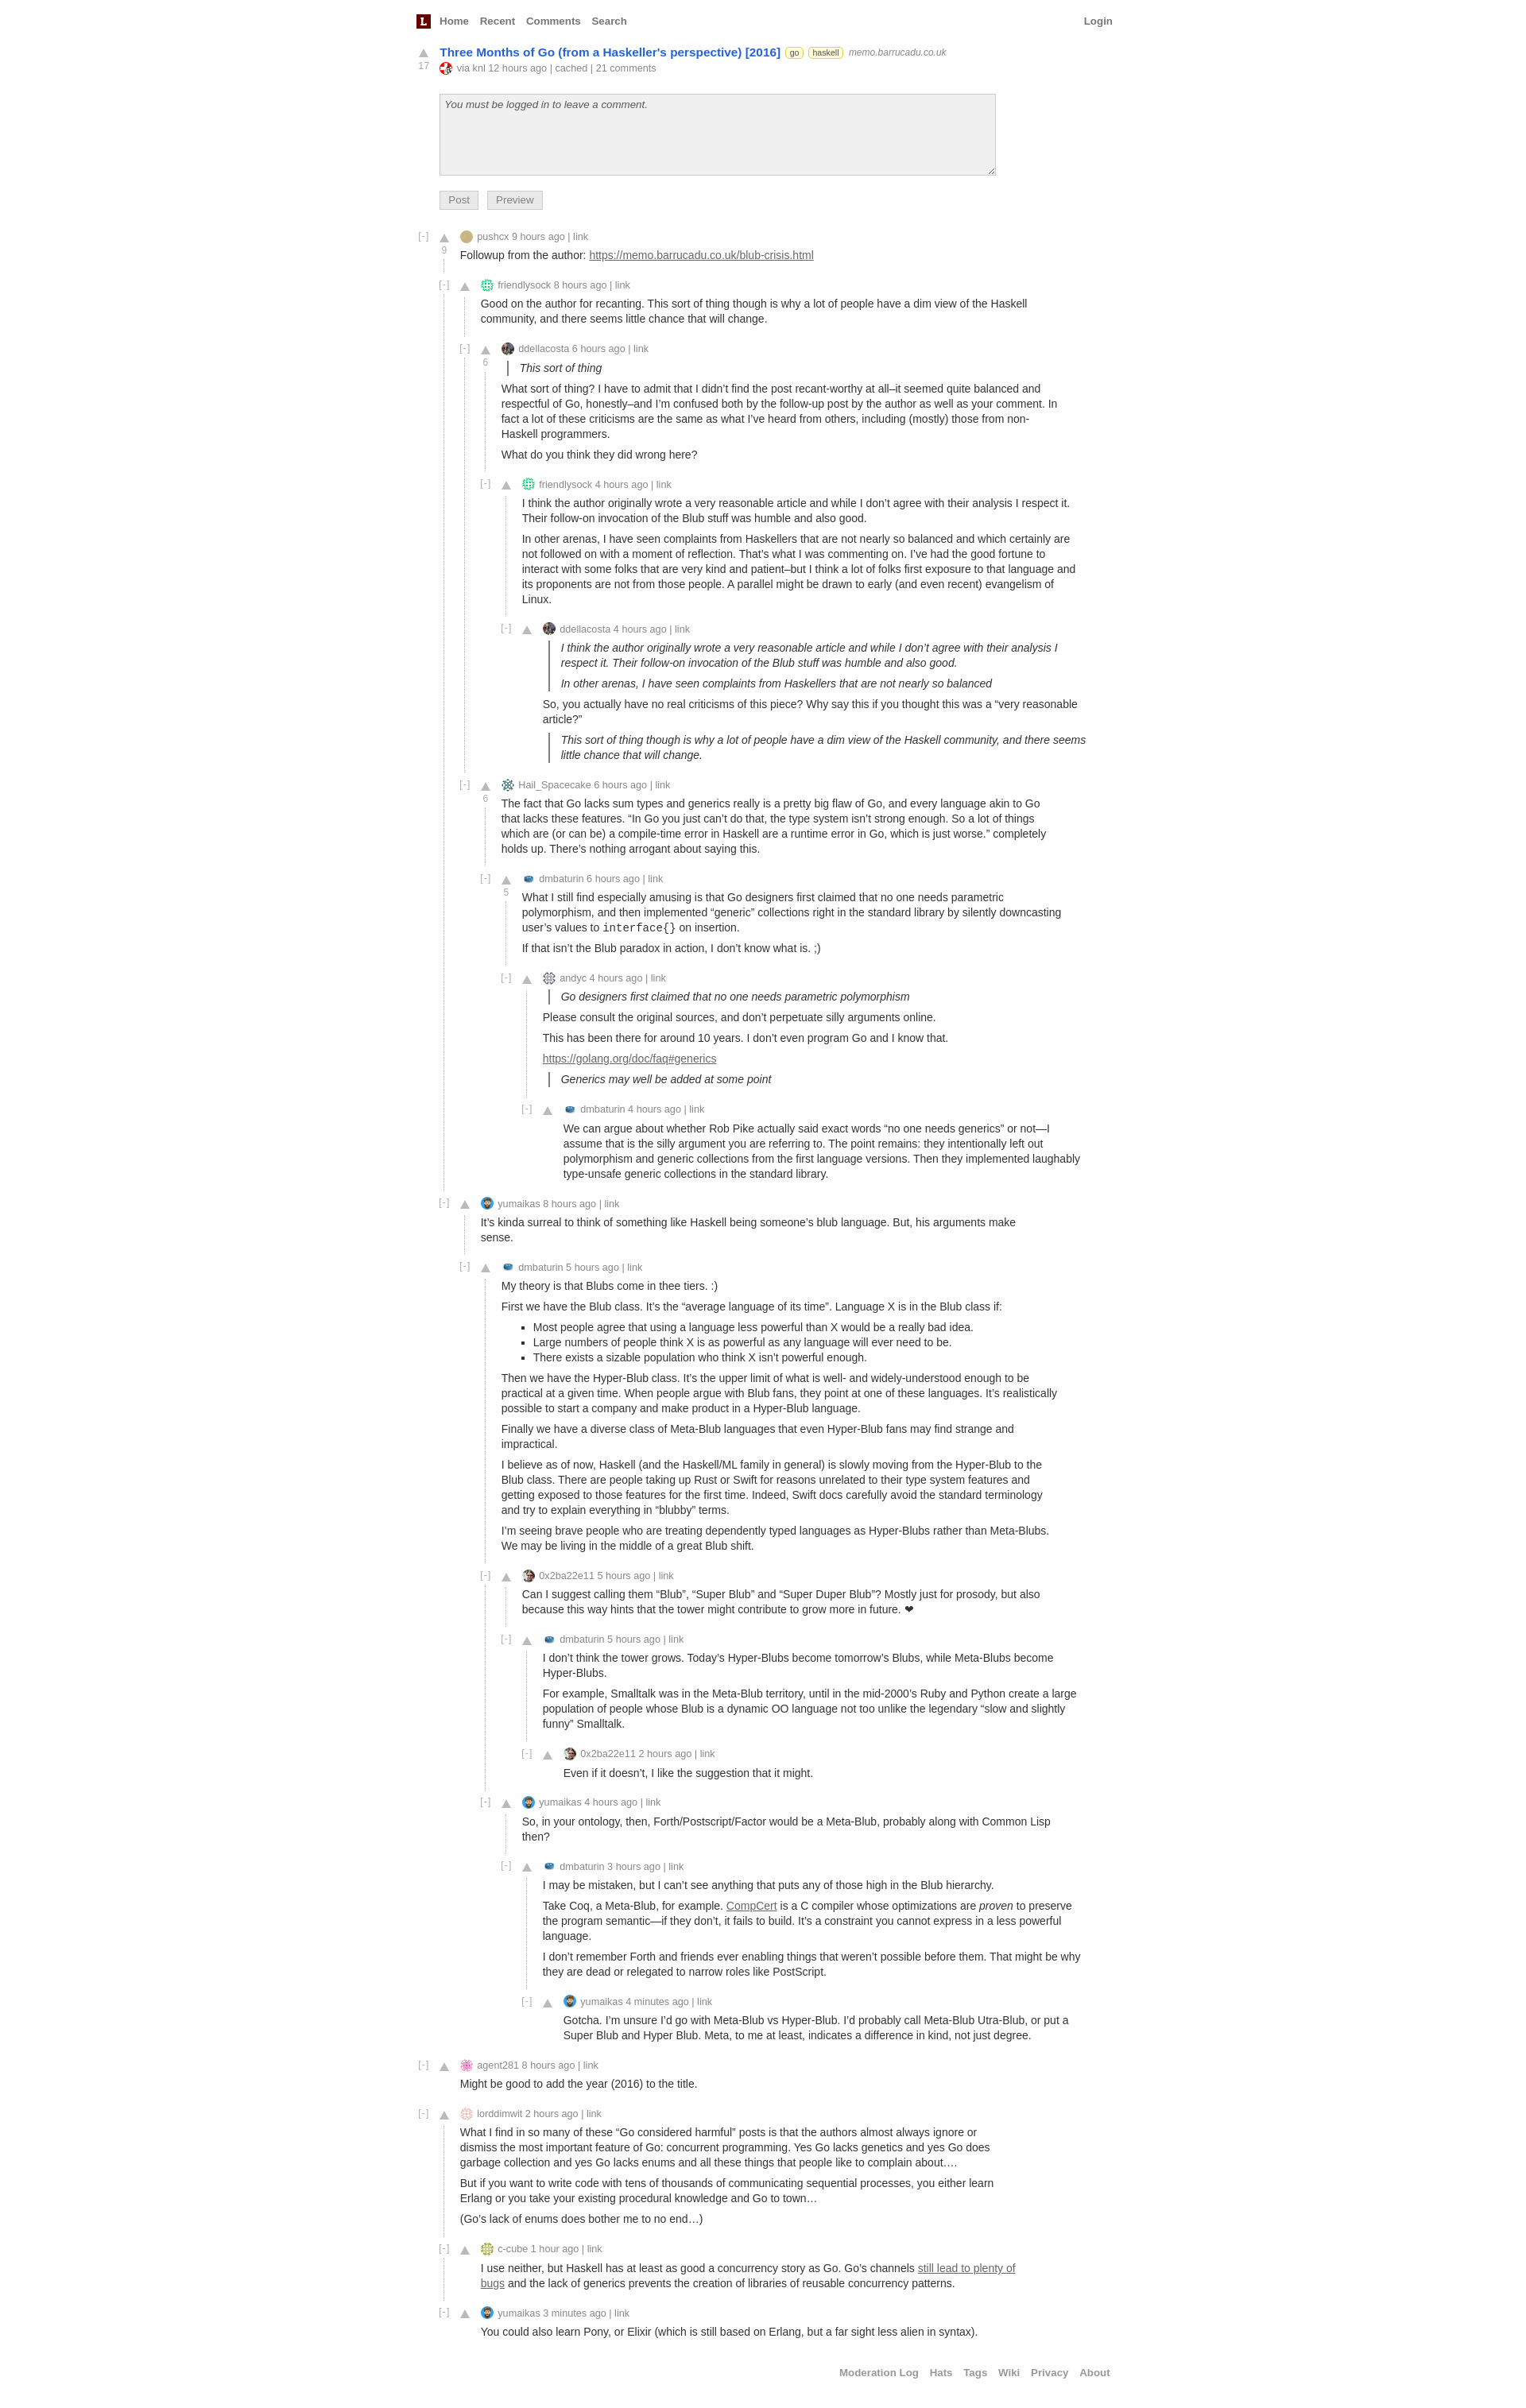 L Home Recent Comments Search Login
Three Months of Go (from a Haskeller's perspective) [2016] go haskell memo.barrucadu.co.uk
17 via knl 12 hours ago | cached | 21 comments
You must be logged in to leave a comment.
Post Preview
[-] pushcx 9 hours ago | link
9
Followup from the author: https://memo.barrucadu.co.uk/blub-crisis.html
[-] friendlysock 8 hours ago | link
Good on the author for recanting. This sort of thing though is why a lot of people have a dim view of the Haskell
community, and there seems little chance that will change.
[-] ddellacosta 6 hours ago | link
6
This sort of thing
What sort of thing? I have to admit that I didn’t find the post recant-worthy at all–it seemed quite balanced and
respectful of Go, honestly–and I’m confused both by the follow-up post by the author as well as your comment. In
fact a lot of these criticisms are the same as what I’ve heard from others, including (mostly) those from non-
Haskell programmers.
What do you think they did wrong here?
[-] friendlysock 4 hours ago | link
I think the author originally wrote a very reasonable article and while I don’t agree with their analysis I respect it.
Their follow-on invocation of the Blub stuff was humble and also good.
In other arenas, I have seen complaints from Haskellers that are not nearly so balanced and which certainly are
not followed on with a moment of reflection. That’s what I was commenting on. I’ve had the good fortune to
interact with some folks that are very kind and patient–but I think a lot of folks first exposure to that language and
its proponents are not from those people. A parallel might be drawn to early (and even recent) evangelism of
Linux.
[-] ddellacosta 4 hours ago | link
I think the author originally wrote a very reasonable article and while I don’t agree with their analysis I
respect it. Their follow-on invocation of the Blub stuff was humble and also good.
In other arenas, I have seen complaints from Haskellers that are not nearly so balanced
So, you actually have no real criticisms of this piece? Why say this if you thought this was a “very reasonable
article?”
This sort of thing though is why a lot of people have a dim view of the Haskell community, and there seems
little chance that will change.
[-] Hail_Spacecake 6 hours ago | link
6
The fact that Go lacks sum types and generics really is a pretty big flaw of Go, and every language akin to Go
that lacks these features. “In Go you just can’t do that, the type system isn’t strong enough. So a lot of things
which are (or can be) a compile-time error in Haskell are a runtime error in Go, which is just worse.” completely
holds up. There’s nothing arrogant about saying this.
[-] dmbaturin 6 hours ago | link
5
What I still find especially amusing is that Go designers first claimed that no one needs parametric
polymorphism, and then implemented “generic” collections right in the standard library by silently downcasting
user’s values to interface{} on insertion.
If that isn’t the Blub paradox in action, I don’t know what is. ;)
[-] andyc 4 hours ago | link
Go designers first claimed that no one needs parametric polymorphism
Please consult the original sources, and don’t perpetuate silly arguments online.
This has been there for around 10 years. I don’t even program Go and I know that.
https://golang.org/doc/faq#generics
Generics may well be added at some point
[-] dmbaturin 4 hours ago | link
We can argue about whether Rob Pike actually said exact words “no one needs generics” or not—I
assume that is the silly argument you are referring to. The point remains: they intentionally left out
polymorphism and generic collections from the first language versions. Then they implemented laughably
type-unsafe generic collections in the standard library.
[-] yumaikas 8 hours ago | link
It’s kinda surreal to think of something like Haskell being someone’s blub language. But, his arguments make
sense.
[-] dmbaturin 5 hours ago | link
My theory is that Blubs come in thee tiers. :)
First we have the Blub class. It’s the “average language of its time”. Language X is in the Blub class if:
▪ Most people agree that using a language less powerful than X would be a really bad idea.
▪ Large numbers of people think X is as powerful as any language will ever need to be.
▪ There exists a sizable population who think X isn’t powerful enough.
Then we have the Hyper-Blub class. It’s the upper limit of what is well- and widely-understood enough to be
practical at a given time. When people argue with Blub fans, they point at one of these languages. It’s realistically
possible to start a company and make product in a Hyper-Blub language.
Finally we have a diverse class of Meta-Blub languages that even Hyper-Blub fans may find strange and
impractical.
I believe as of now, Haskell (and the Haskell/ML family in general) is slowly moving from the Hyper-Blub to the
Blub class. There are people taking up Rust or Swift for reasons unrelated to their type system features and
getting exposed to those features for the first time. Indeed, Swift docs carefully avoid the standard terminology
and try to explain everything in “blubby” terms.
I’m seeing brave people who are treating dependently typed languages as Hyper-Blubs rather than Meta-Blubs.
We may be living in the middle of a great Blub shift.
[-] 0x2ba22e11 5 hours ago | link
Can I suggest calling them “Blub”, “Super Blub” and “Super Duper Blub”? Mostly just for prosody, but also
because this way hints that the tower might contribute to grow more in future. ❤
[-] dmbaturin 5 hours ago | link
I don’t think the tower grows. Today’s Hyper-Blubs become tomorrow’s Blubs, while Meta-Blubs become
Hyper-Blubs.
For example, Smalltalk was in the Meta-Blub territory, until in the mid-2000’s Ruby and Python create a large
population of people whose Blub is a dynamic OO language not too unlike the legendary “slow and slightly
funny” Smalltalk.
[-] 0x2ba22e11 2 hours ago | link
Even if it doesn’t, I like the suggestion that it might.
[-] yumaikas 4 hours ago | link
So, in your ontology, then, Forth/Postscript/Factor would be a Meta-Blub, probably along with Common Lisp
then?
[-] dmbaturin 3 hours ago | link
I may be mistaken, but I can’t see anything that puts any of those high in the Blub hierarchy.
Take Coq, a Meta-Blub, for example. CompCert is a C compiler whose optimizations are proven to preserve
the program semantic—if they don’t, it fails to build. It’s a constraint you cannot express in a less powerful
language.
I don’t remember Forth and friends ever enabling things that weren’t possible before them. That might be why
they are dead or relegated to narrow roles like PostScript.
[-] yumaikas 4 minutes ago | link
Gotcha. I’m unsure I’d go with Meta-Blub vs Hyper-Blub. I’d probably call Meta-Blub Utra-Blub, or put a
Super Blub and Hyper Blub. Meta, to me at least, indicates a difference in kind, not just degree.
[-] agent281 8 hours ago | link
Might be good to add the year (2016) to the title.
[-] lorddimwit 2 hours ago | link
What I find in so many of these “Go considered harmful” posts is that the authors almost always ignore or
dismiss the most important feature of Go: concurrent programming. Yes Go lacks genetics and yes Go does
garbage collection and yes Go lacks enums and all these things that people like to complain about….
But if you want to write code with tens of thousands of communicating sequential processes, you either learn
Erlang or you take your existing procedural knowledge and Go to town…
(Go’s lack of enums does bother me to no end…)
[-] c-cube 1 hour ago | link
I use neither, but Haskell has at least as good a concurrency story as Go. Go’s channels still lead to plenty of
bugs and the lack of generics prevents the creation of libraries of reusable concurrency patterns.
[-] yumaikas 3 minutes ago | link
You could also learn Pony, or Elixir (which is still based on Erlang, but a far sight less alien in syntax).
Moderation Log Hats Tags Wiki Privacy About